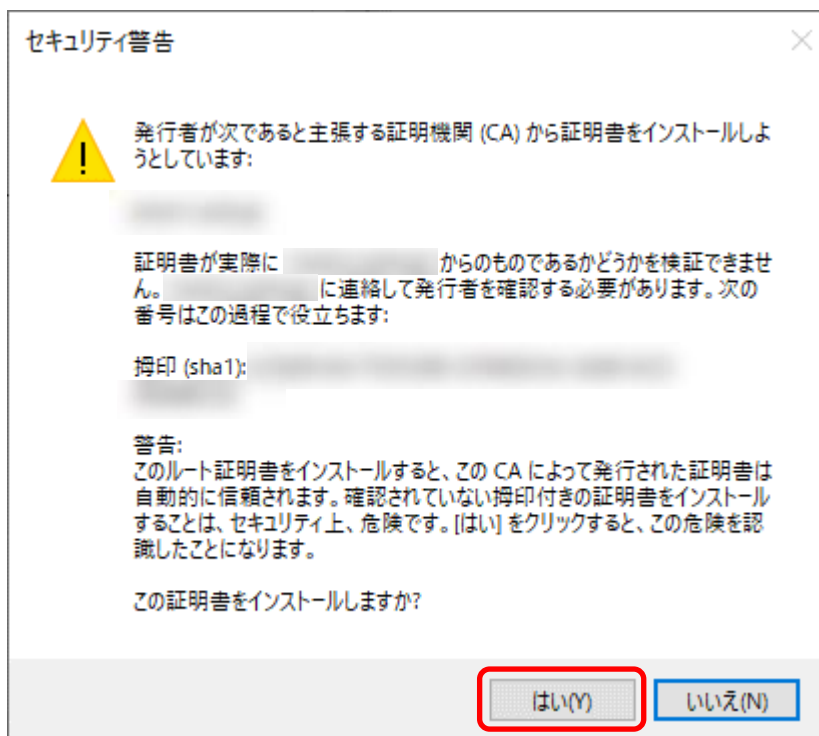 セキュリティ警告
発行者が次であると主張する証明機関 (CA) から証明書をインストールしよ
うとしています:
証明書が実際に からのものであるかどうかを検証できませ
ん。 に連絡して発行者を確認する必要があります。次の
番号はこの過程で役立ちます:
拇印 (sha1):
警告:
このルート証明書をインストールすると、この CA によって発行された証明書は
自動的に信頼されます。確認されていない拇印付きの証明書をインストール
することは、セキュリティ上、危険です。[はい] をクリックすると、この危険を認
識したことになります。
この証明書をインストールしますか?
はい(Y)
いいえ(N)